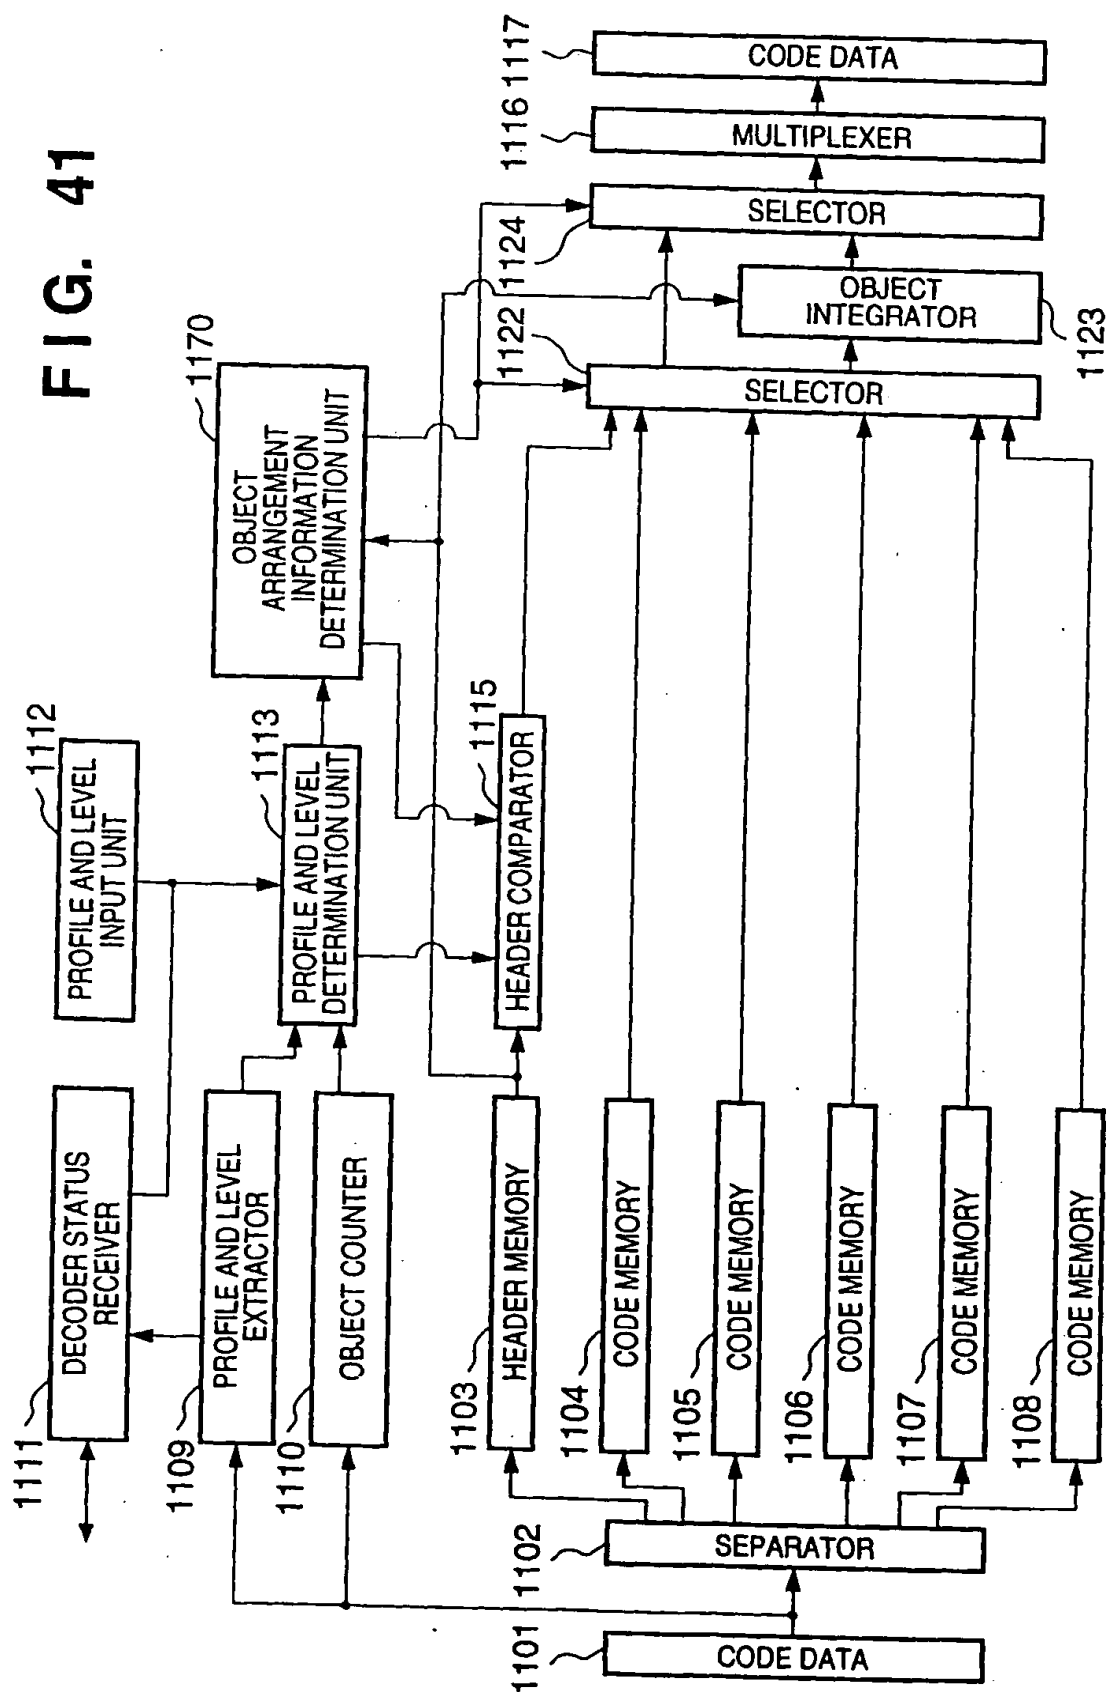 FIG. 41
1111
DECODER STATUS
RECEIVER
1112
PROFILE AND LEVEL
INPUT UNIT
1109
PROFILE AND LEVEL
EXTRACTOR
1113
PROFILE AND LEVEL
DETERMINATION UNIT
1170
OBJECT
ARRANGEMENT
INFORMATION
DETERMINATION UNIT
1110
OBJECT COUNTER
1103
HEADER MEMORY
1115
HEADER COMPARATOR
1104
CODE MEMORY
1105
CODE MEMORY
1106
CODE MEMORY
1107
CODE MEMORY
1108
CODE MEMORY
1101
CODE DATA
1102
SEPARATOR
1122
SELECTOR
OBJECT
INTEGRATOR
1123
1124
SELECTOR
1116
MULTIPLEXER
1117
CODE DATA